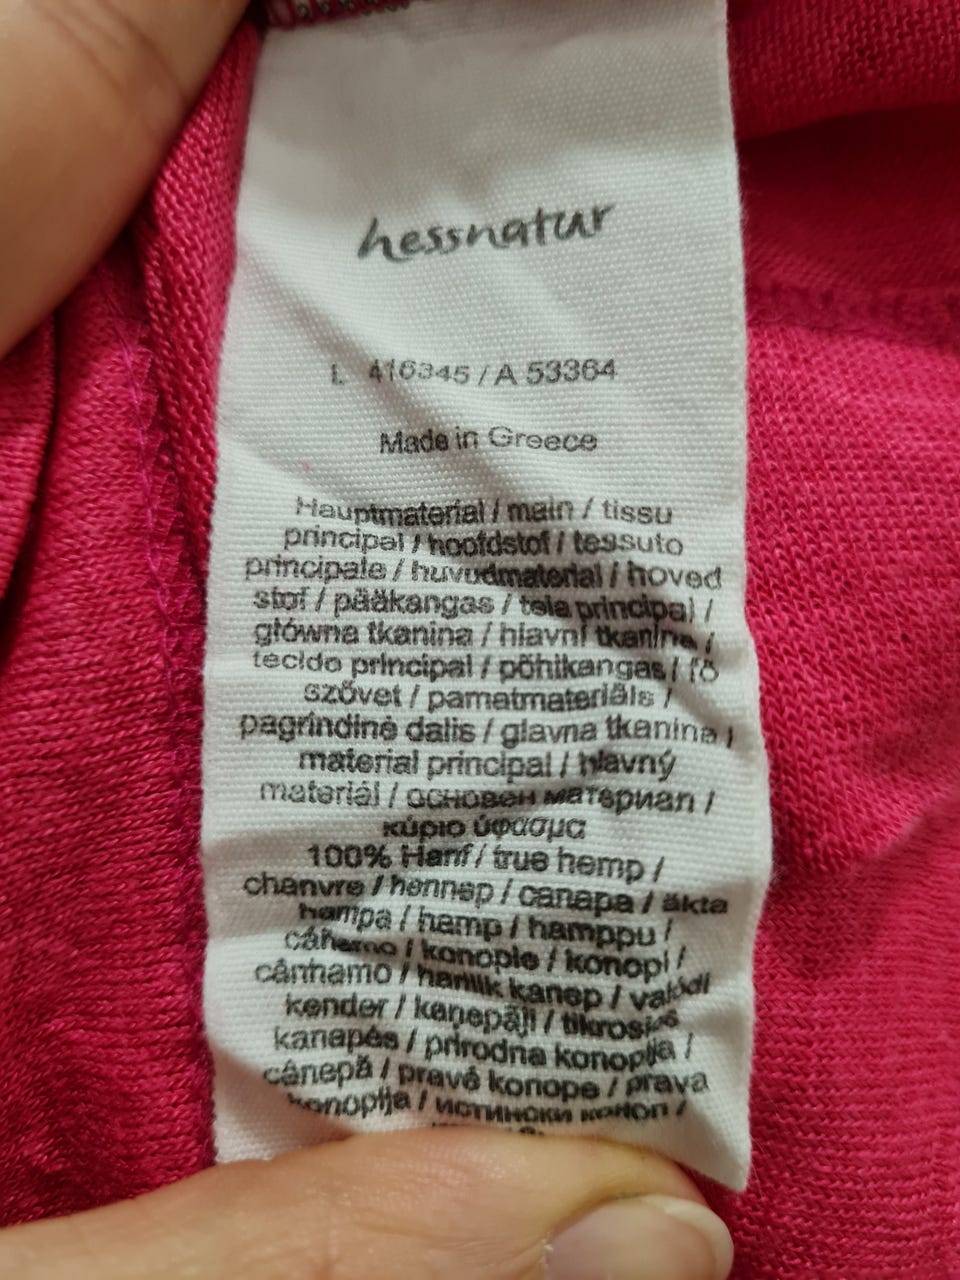 hessnatur
L 416345 / A 53364
Made in Greece
Hauptmaterial / main / tissu
principal / hoofdstof / tessuto
principale / huvudmaterial / hoved
stof / pääkangas / tela principal /
główna tkanina / hlavní tkanina /
tecido principal / põhikangas / fő
szővet / pamatmateriāls /
pagrindinė dalis / glavna tkanina /
material principal / hlavný
materiál / основен материал /
κύριο ύφασμα
100% Hanf / true hemp /
chanvre / hennep / canapa / äkta
hampa / hamp / hamppu /
cáñamo / konopie / konopí /
cânhamo / harilik kanep / valódi
kender / kaņepāji / tikrosios
kanapės / prirodna konoplja /
cânepă / pravé konope / prava
konoplja / истински коноп /